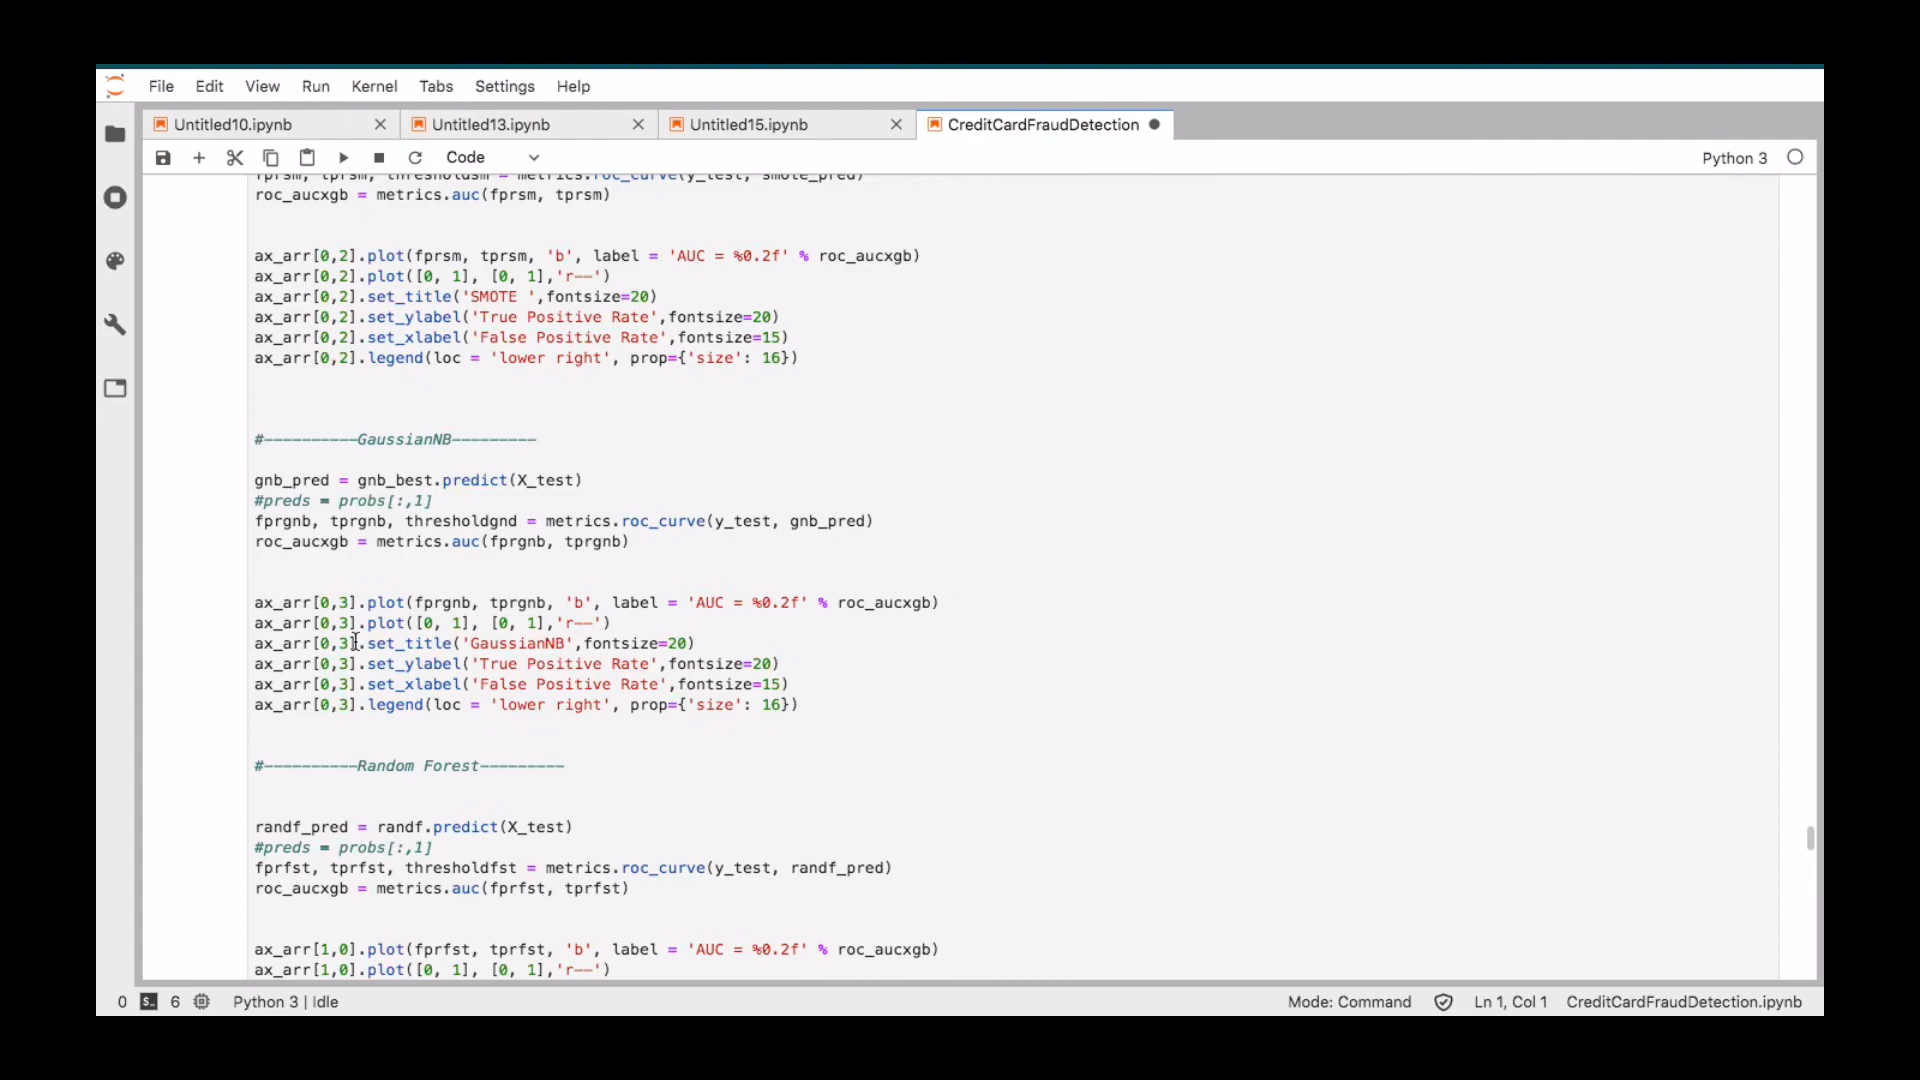 File Edit View Run Kernel Tabs Settings Help
Untitled10.ipynb Untitled13.ipynb Untitled15.ipynb CreditCardFraudDetection
Code Python 3
fprsm, tprsm, thresholdsm = metrics.roc_curve(y_test, smote_pred)
roc_aucxgb = metrics.auc(fprsm, tprsm)
ax_arr[0,2].plot(fprsm, tprsm, 'b', label = 'AUC = %0.2f' % roc_aucxgb)
ax_arr[0,2].plot([0, 1], [0, 1],'r--')
ax_arr[0,2].set_title('SMOTE ',fontsize=20)
ax_arr[0,2].set_ylabel('True Positive Rate',fontsize=20)
ax_arr[0,2].set_xlabel('False Positive Rate',fontsize=15)
ax_arr[0,2].legend(loc = 'lower right', prop={'size': 16})
#----------GaussianNB---------
gnb_pred = gnb_best.predict(X_test)
#preds = probs[:,1]
fprgnb, tprgnb, thresholdgnd = metrics.roc_curve(y_test, gnb_pred)
roc_aucxgb = metrics.auc(fprgnb, tprgnb)
ax_arr[0,3].plot(fprgnb, tprgnb, 'b', label = 'AUC = %0.2f' % roc_aucxgb)
ax_arr[0,3].plot([0, 1], [0, 1],'r--')
ax_arr[0,3].set_title('GaussianNB',fontsize=20)
ax_arr[0,3].set_ylabel('True Positive Rate',fontsize=20)
ax_arr[0,3].set_xlabel('False Positive Rate',fontsize=15)
ax_arr[0,3].legend(loc = 'lower right', prop={'size': 16})
#----------Random Forest---------
randf_pred = randf.predict(X_test)
#preds = probs[:,1]
fprfst, tprfst, thresholdfst = metrics.roc_curve(y_test, randf_pred)
roc_aucxgb = metrics.auc(fprfst, tprfst)
ax_arr[1,0].plot(fprfst, tprfst, 'b', label = 'AUC = %0.2f' % roc_aucxgb)
ax_arr[1,0].plot([0, 1], [0, 1],'r--')
0 6 Python 3 | Idle Mode: Command Ln 1, Col 1 CreditCardFraudDetection.ipynb